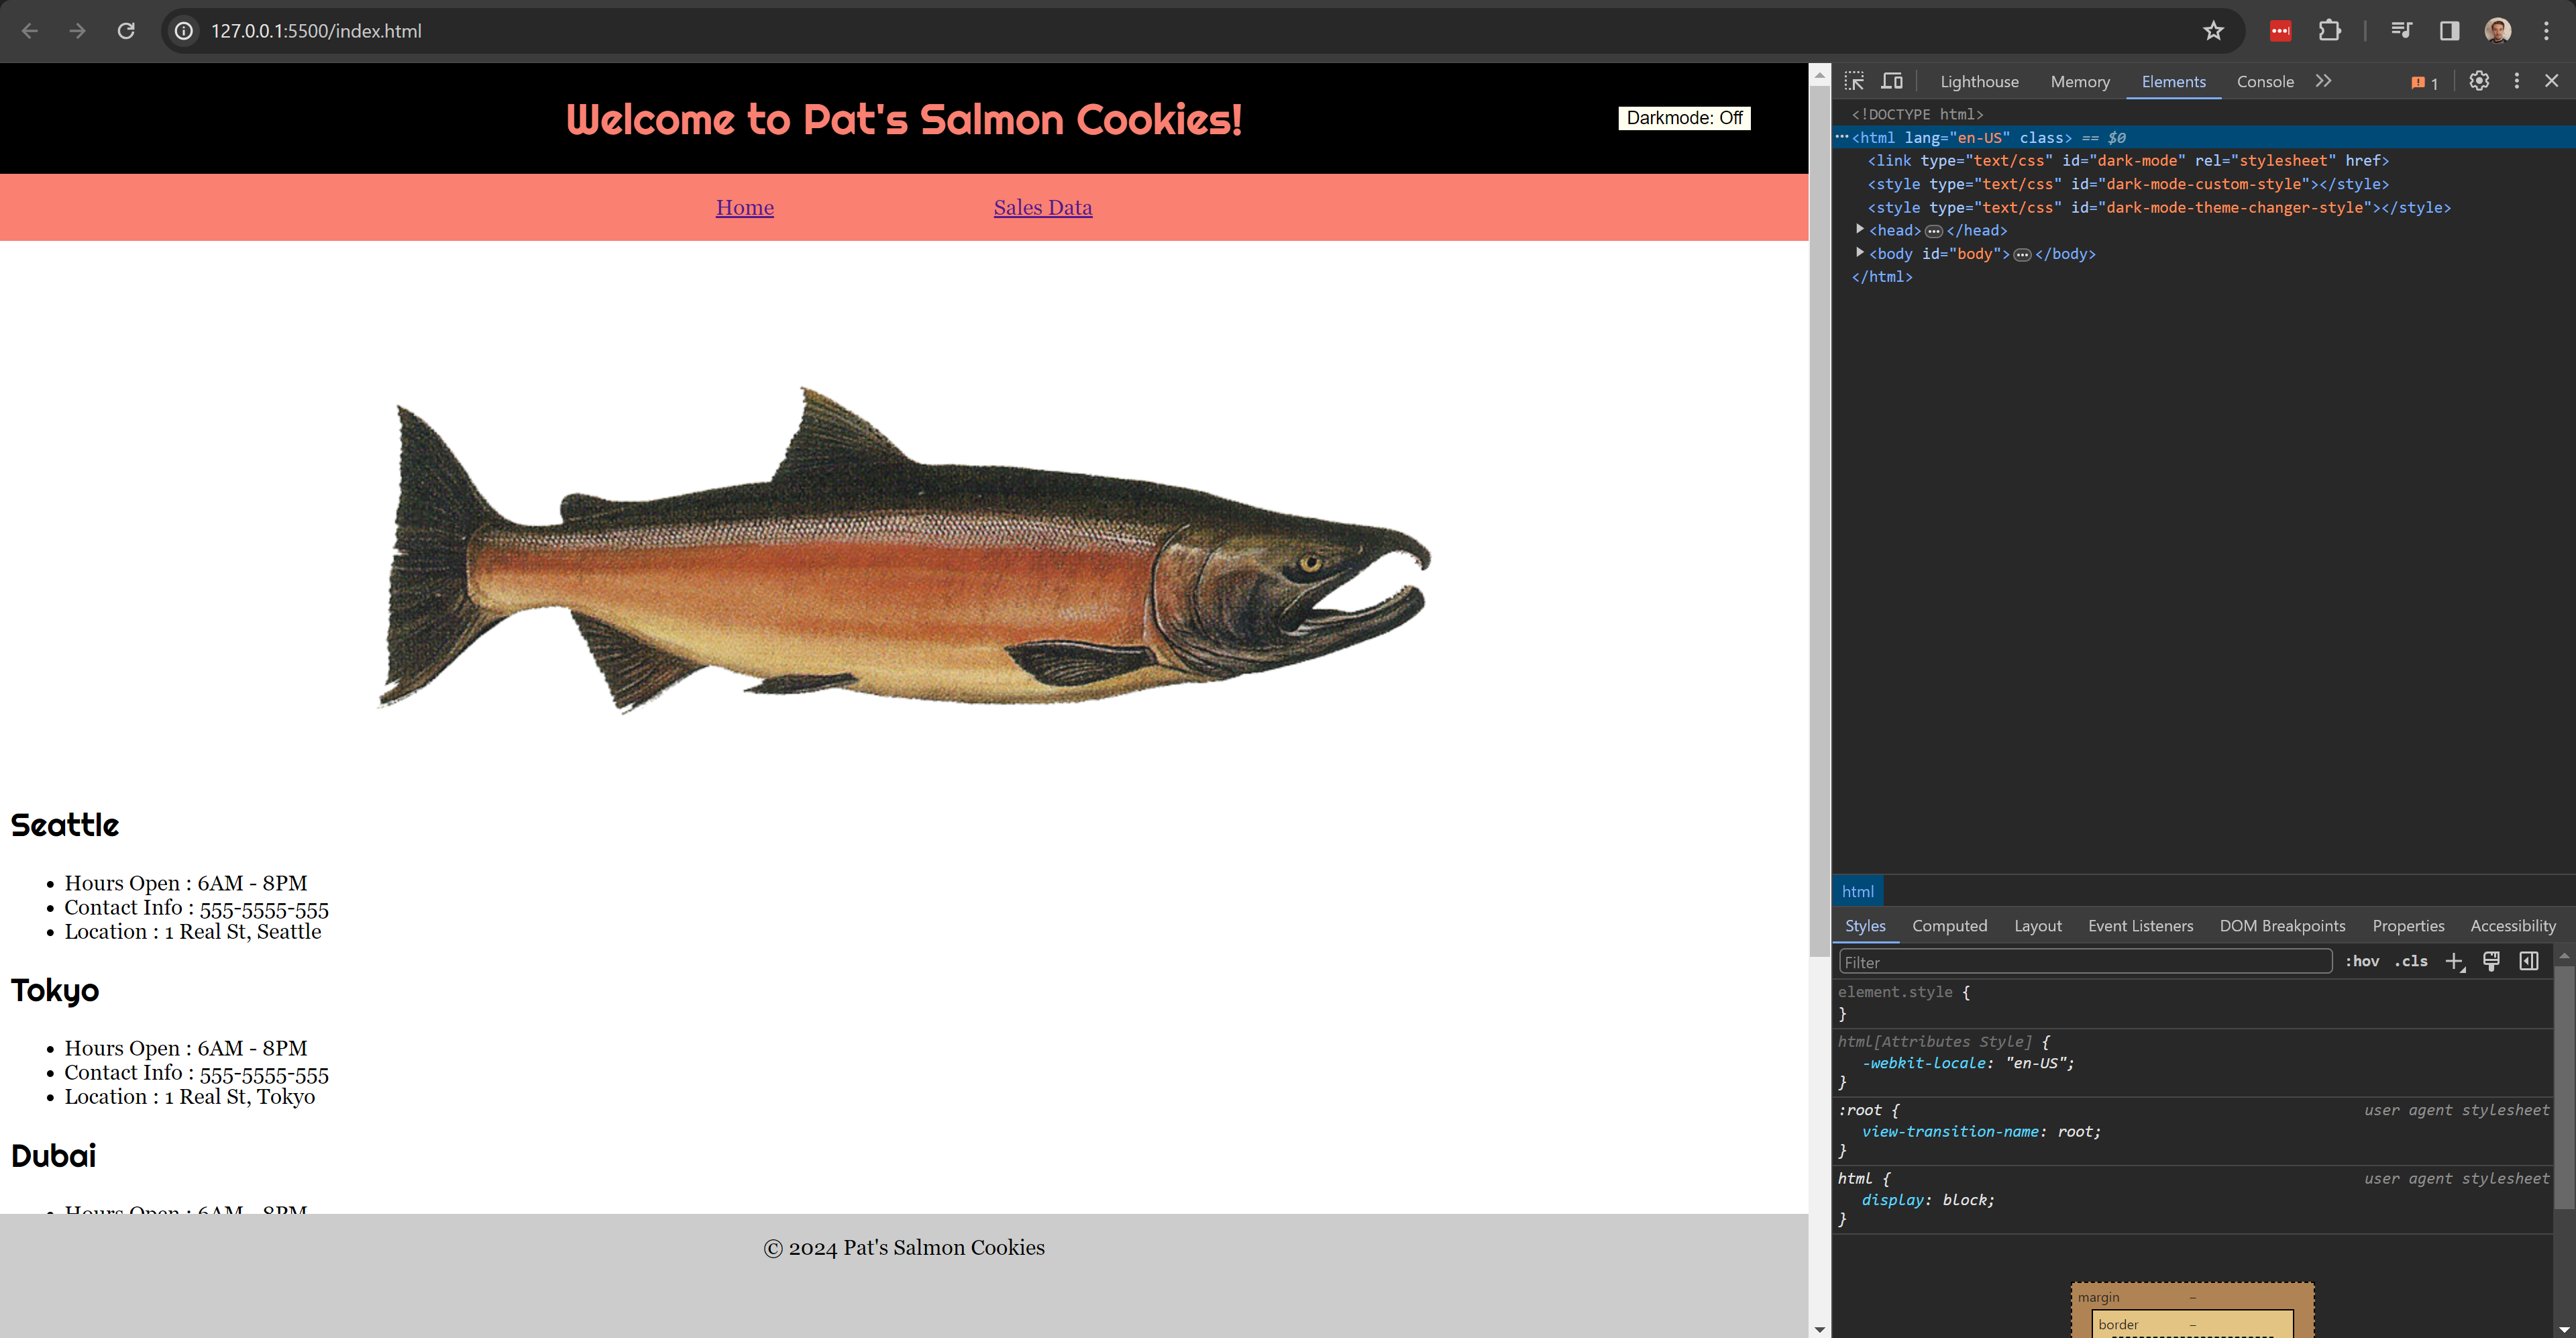 127.0.0.1:5500/index.html
Welcome to Pat's Salmon Cookies!
Darkmode: Off
Home
Sales Data
Seattle
• Hours Open : 6AM - 8PM
• Contact Info : 555-5555-555
• Location : 1 Real St, Seattle
Tokyo
• Hours Open : 6AM - 8PM
• Contact Info : 555-5555-555
• Location : 1 Real St, Tokyo
Dubai
• Hours Open : 6AM - 8PM
© 2024 Pat's Salmon Cookies
Lighthouse
Memory
Elements
Console
1
<!DOCTYPE html>
<html lang="en-US" class> == $0
<link type="text/css" id="dark-mode" rel="stylesheet" href>
<style type="text/css" id="dark-mode-custom-style"></style>
<style type="text/css" id="dark-mode-theme-changer-style"></style>
<head>…</head>
<body id="body">…</body>
</html>
html
Styles
Computed
Layout
Event Listeners
DOM Breakpoints
Properties
Accessibility
Filter
:hov
.cls
element.style {
}
html[Attributes Style] {
-webkit-locale: "en-US";
}
:root {
user agent stylesheet
view-transition-name: root;
}
html {
user agent stylesheet
display: block;
}
margin
–
border
–